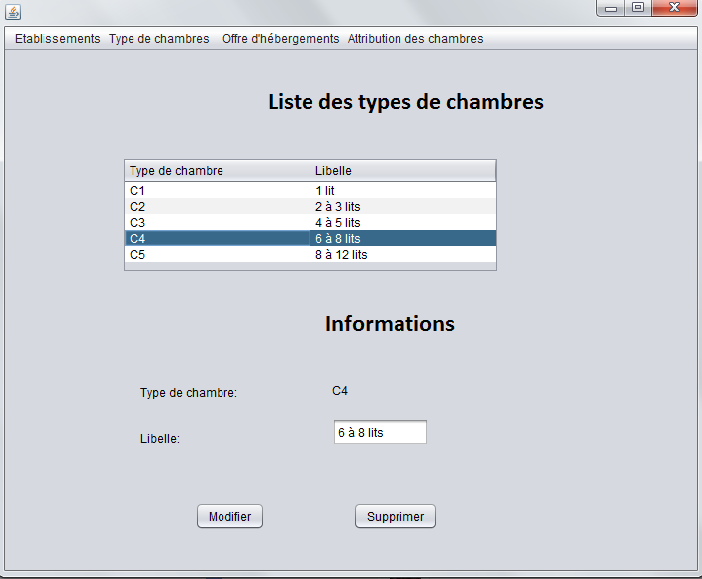 Etablissements Type de chambres Offre d'hébergements Attribution des chambres
Liste des types de chambres
Type de chambre Libelle
C1 1 lit
C2 2 à 3 lits
C3 4 à 5 lits
C4 6 à 8 lits
C5 8 à 12 lits
Informations
Type de chambre: C4
Libelle: 6 à 8 lits
Modifier Supprimer